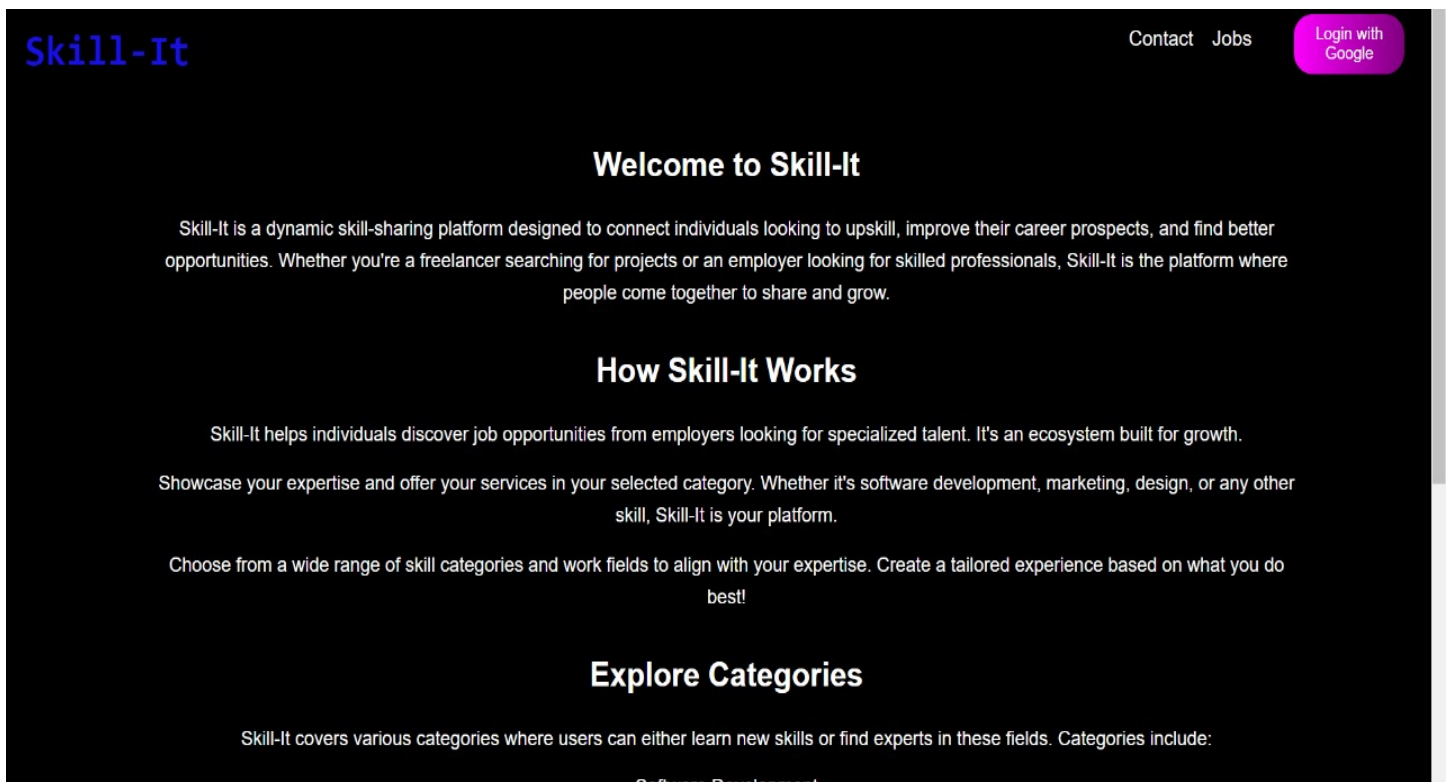 Skill-It
Contact Jobs
Login with
Google
Welcome to Skill-It
Skill-It is a dynamic skill-sharing platform designed to connect individuals looking to upskill, improve their career prospects, and find better
opportunities. Whether you're a freelancer searching for projects or an employer looking for skilled professionals, Skill-It is the platform where
people come together to share and grow.
How Skill-It Works
Skill-It helps individuals discover job opportunities from employers looking for specialized talent. It's an ecosystem built for growth.
Showcase your expertise and offer your services in your selected category. Whether it's software development, marketing, design, or any other
skill, Skill-It is your platform.
Choose from a wide range of skill categories and work fields to align with your expertise. Create a tailored experience based on what you do
best!
Explore Categories
Skill-It covers various categories where users can either learn new skills or find experts in these fields. Categories include:
Software Development